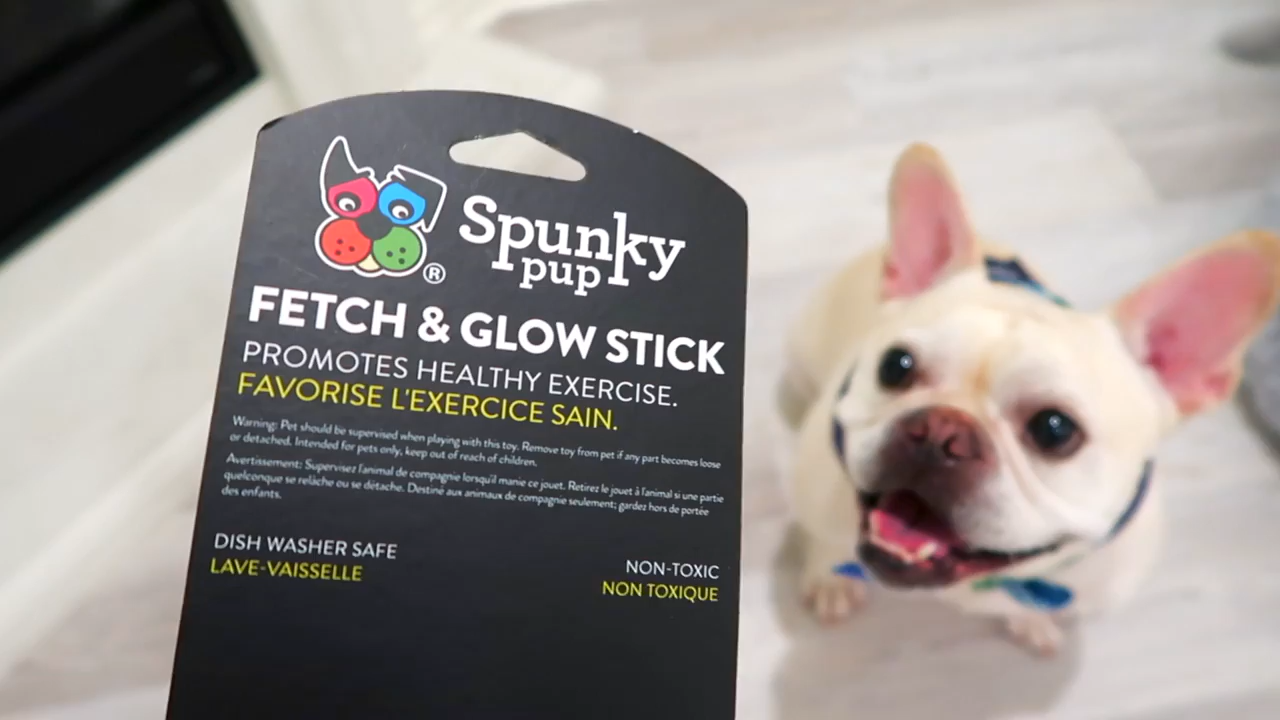 Spunky
pup
®
FETCH & GLOW STICK
PROMOTES HEALTHY EXERCISE.
FAVORISE L'EXERCICE SAIN.
Warning: Pet should be supervised when playing with this toy. Remove toy from pet if any part becomes loose
or detached. Intended for pets only, keep out of reach of children.
Avertissement: Supervisez l'animal de compagnie lorsqu'il manie ce jouet. Retirez le jouet à l'animal si une partie
quelconque se relâche ou se détache. Destiné aux animaux de compagnie seulement; gardez hors de portée
des enfants.
DISH WASHER SAFE
LAVE-VAISSELLE
NON-TOXIC
NON TOXIQUE